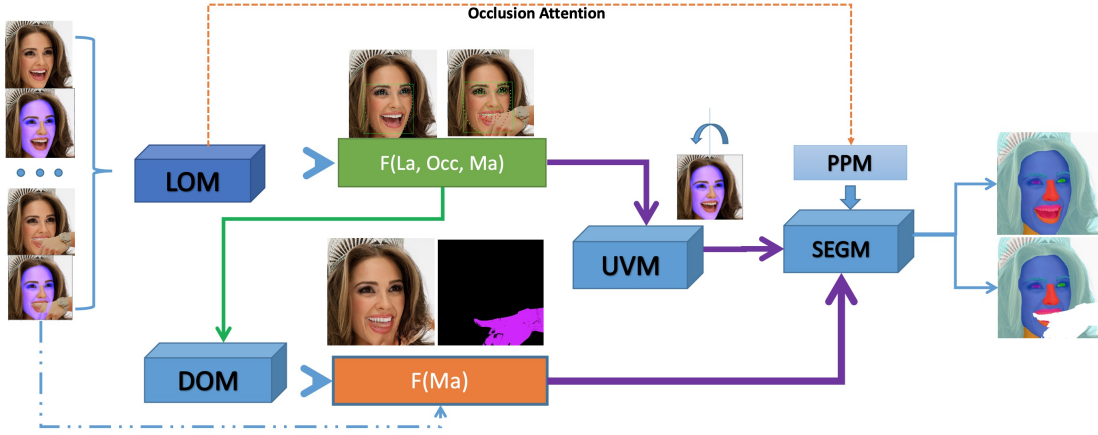 Occlusion Attention
LOM
F(La, Occ, Ma)
PPM
UVM
SEGM
DOM
F(Ma)